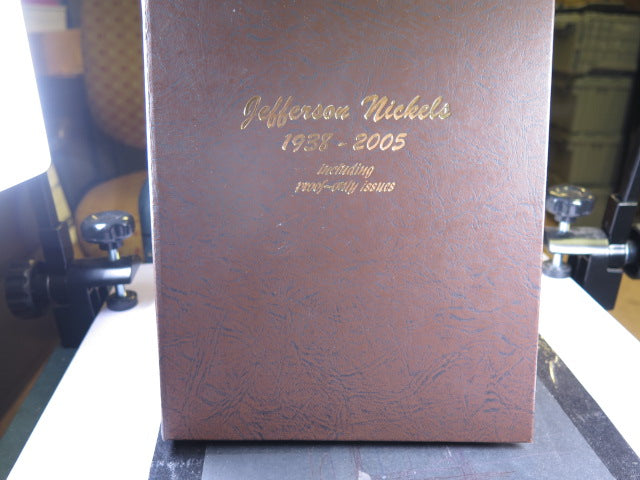 Jefferson Nickels
1938 - 2005
including
proof-only issues